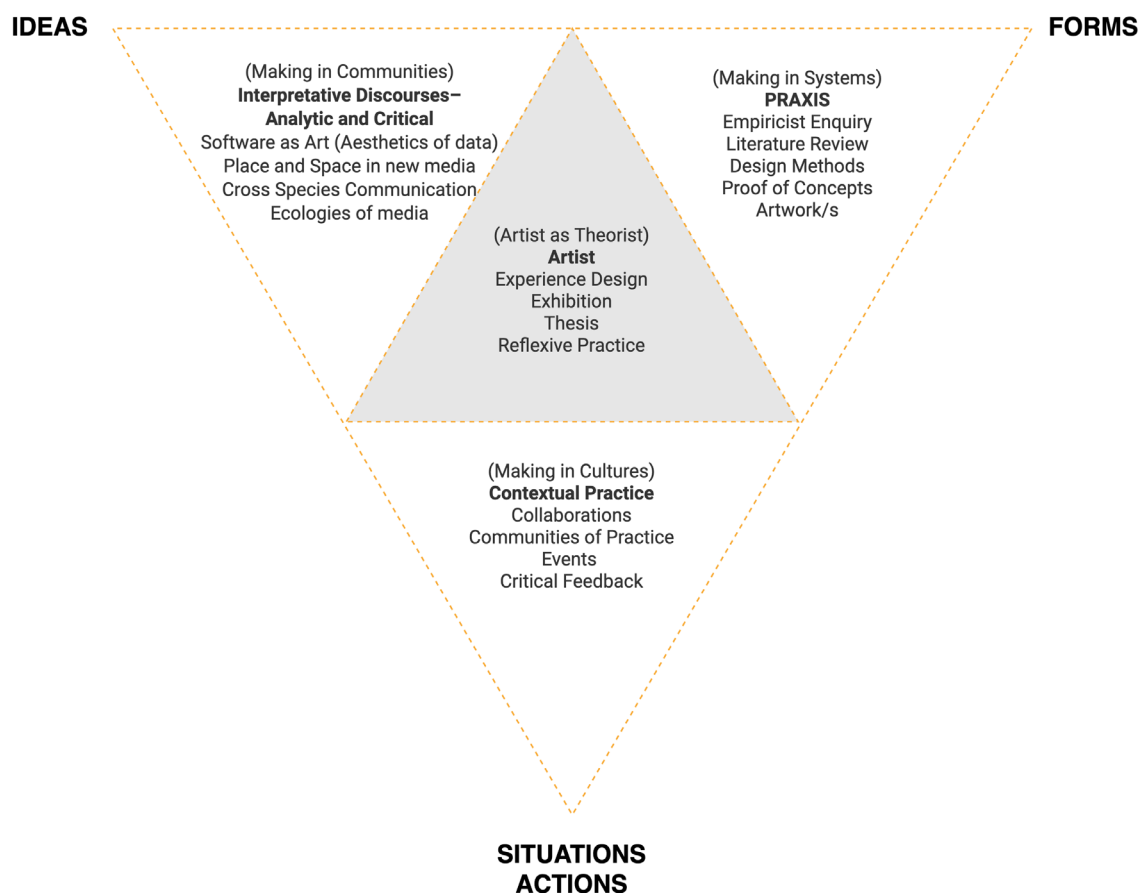 IDEAS
FORMS
(Making in Communities)
Interpretative Discourses–
Analytic and Critical
Software as Art (Aesthetics of data)
Place and Space in new media
Cross Species Communication
Ecologies of media
(Making in Systems)
PRAXIS
Empiricist Enquiry
Literature Review
Design Methods
Proof of Concepts
Artwork/s
(Artist as Theorist)
Artist
Experience Design
Exhibition
Thesis
Reflexive Practice
(Making in Cultures)
Contextual Practice
Collaborations
Communities of Practice
Events
Critical Feedback
SITUATIONS
ACTIONS